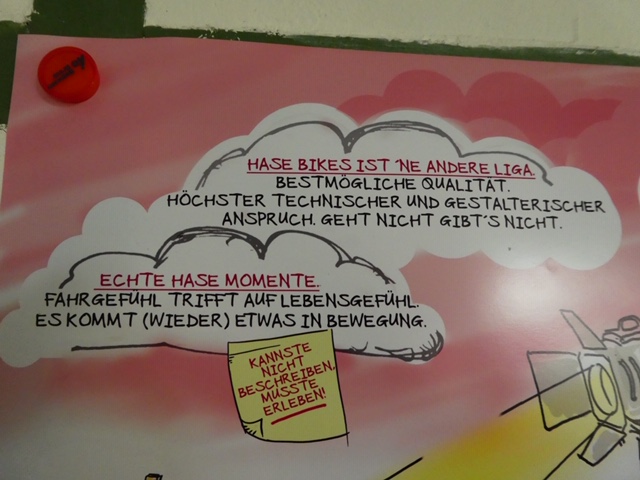 HASE BIKES IST 'NE ANDERE LIGA.
BESTMÖGLICHE QUALITÄT.
HÖCHSTER TECHNISCHER UND GESTALTERISCHER
ANSPRUCH. GEHT NICHT GIBT'S NICHT.
ECHTE HASE MOMENTE.
FAHRGEFÜHL TRIFFT AUF LEBENSGEFÜHL.
ES KOMMT (WIEDER) ETWAS IN BEWEGUNG.
KANNSTE
NICHT
BESCHREIBEN,
MUSSTE
ERLEBEN!